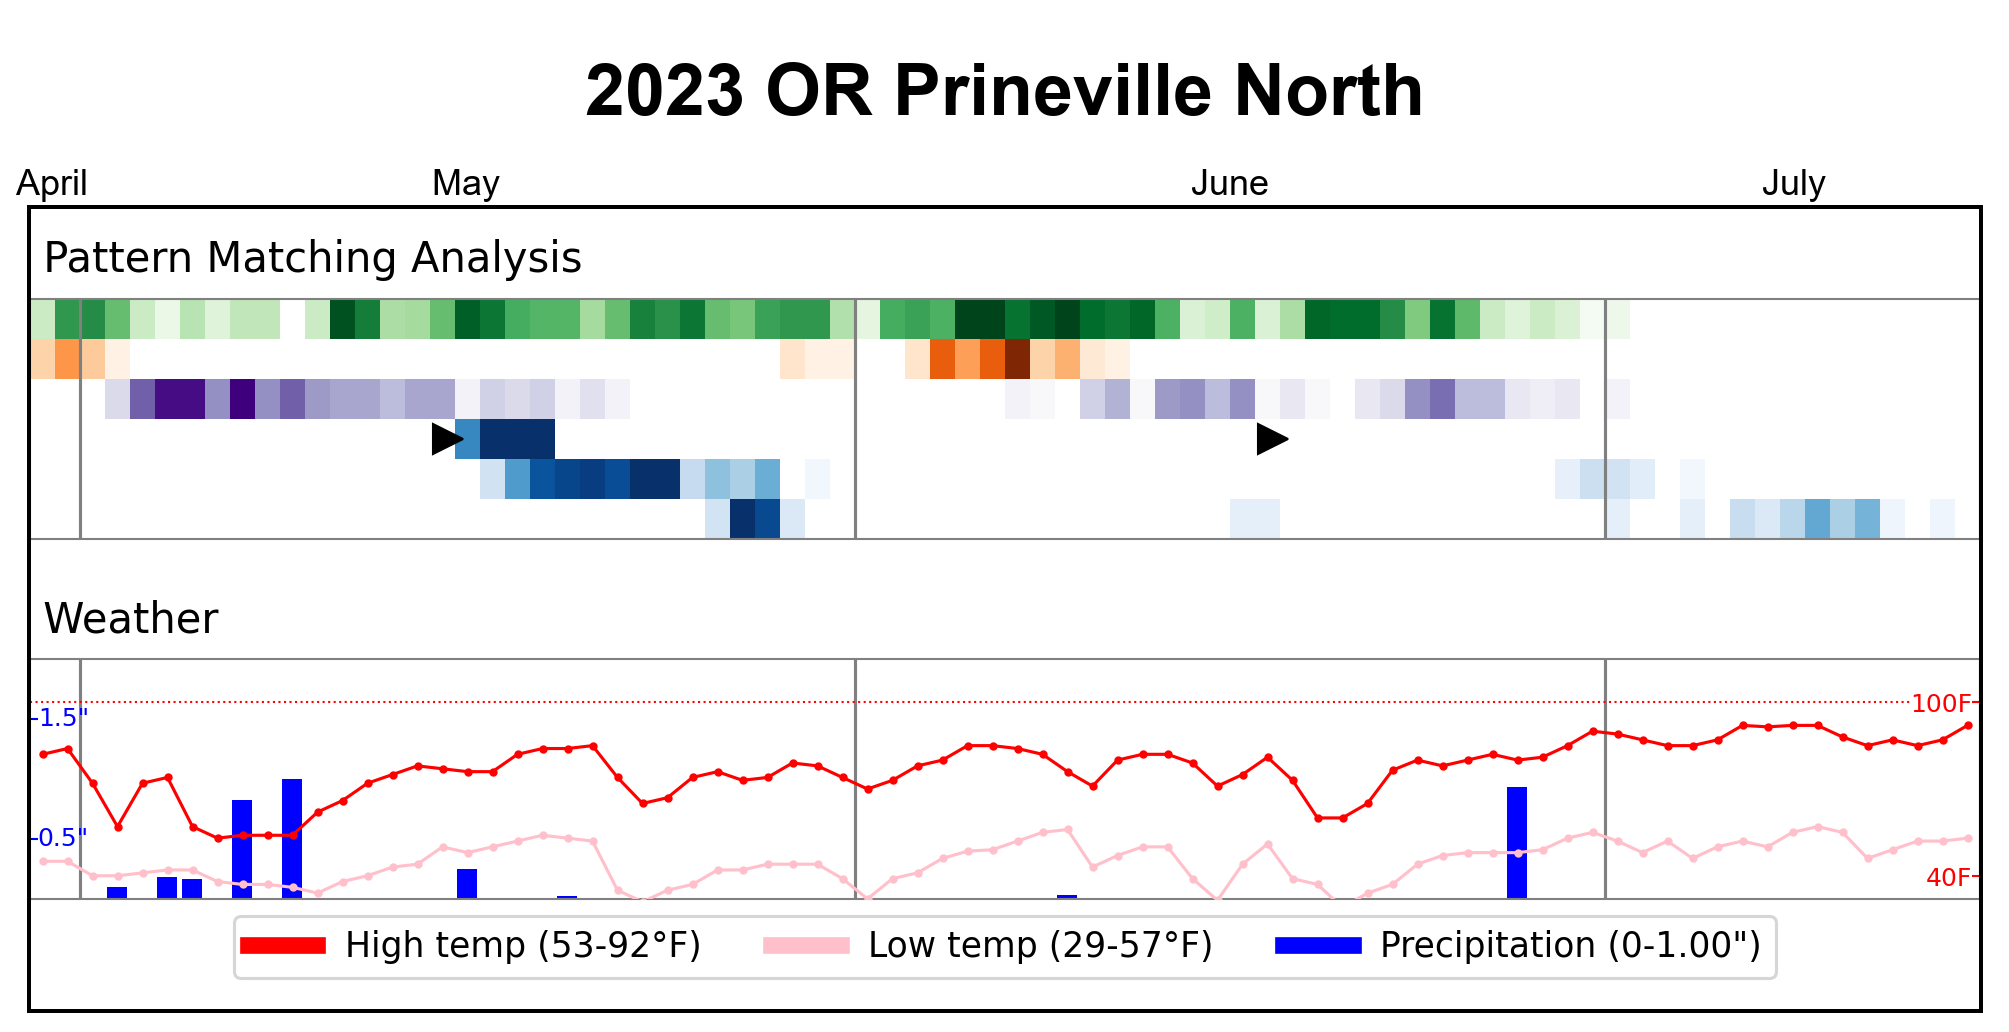 2023 OR Prineville North
April May June July
Pattern Matching Analysis
Weather
1.5" 100F
0.5"
40F
High temp (53-92°F) Low temp (29-57°F) Precipitation (0-1.00")